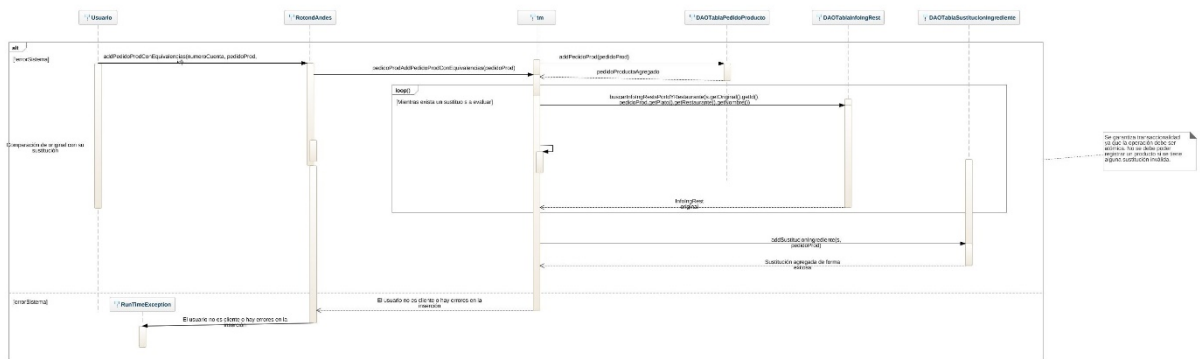 Usuario
RotondAndes
tm
DAOTablaPedidoProducto
DAOTablaInfoIngRest
DAOTablaSustitucionIngrediente
alt
[!errorSistema]
addPedidoProdConEquivalencias(numeroCuenta, pedidoProd,
addPedidoProd(pedidoProd)
pedidoProdAddPedidoProdConEquivalencias(pedidoProd)
pedidoProductoAgregado
loop()
[Mientras exista un sustituo s a evaluar]
buscarInfoIngRestsPorIdYRestaurante(s.getOriginal().getId()
pedidoProd.getPlato().getRestaurante().getNombre())
Comparación de original con su
sustitución
Se garantiza transaccionalidad
ya que la operación debe ser
atómica. No se debe poder
registrar un producto si se tiene
alguna sustitución inválida.
InfoIngRest
original
addSustitucionIngrediente(s,
pedidoProd)
Sustitución agregada de forma
exitosa
[errorSistema]
RunTimeException
El usuario no es cliente o hay errores en la
inserción
El usuario no es cliente o hay errores en la
inserción